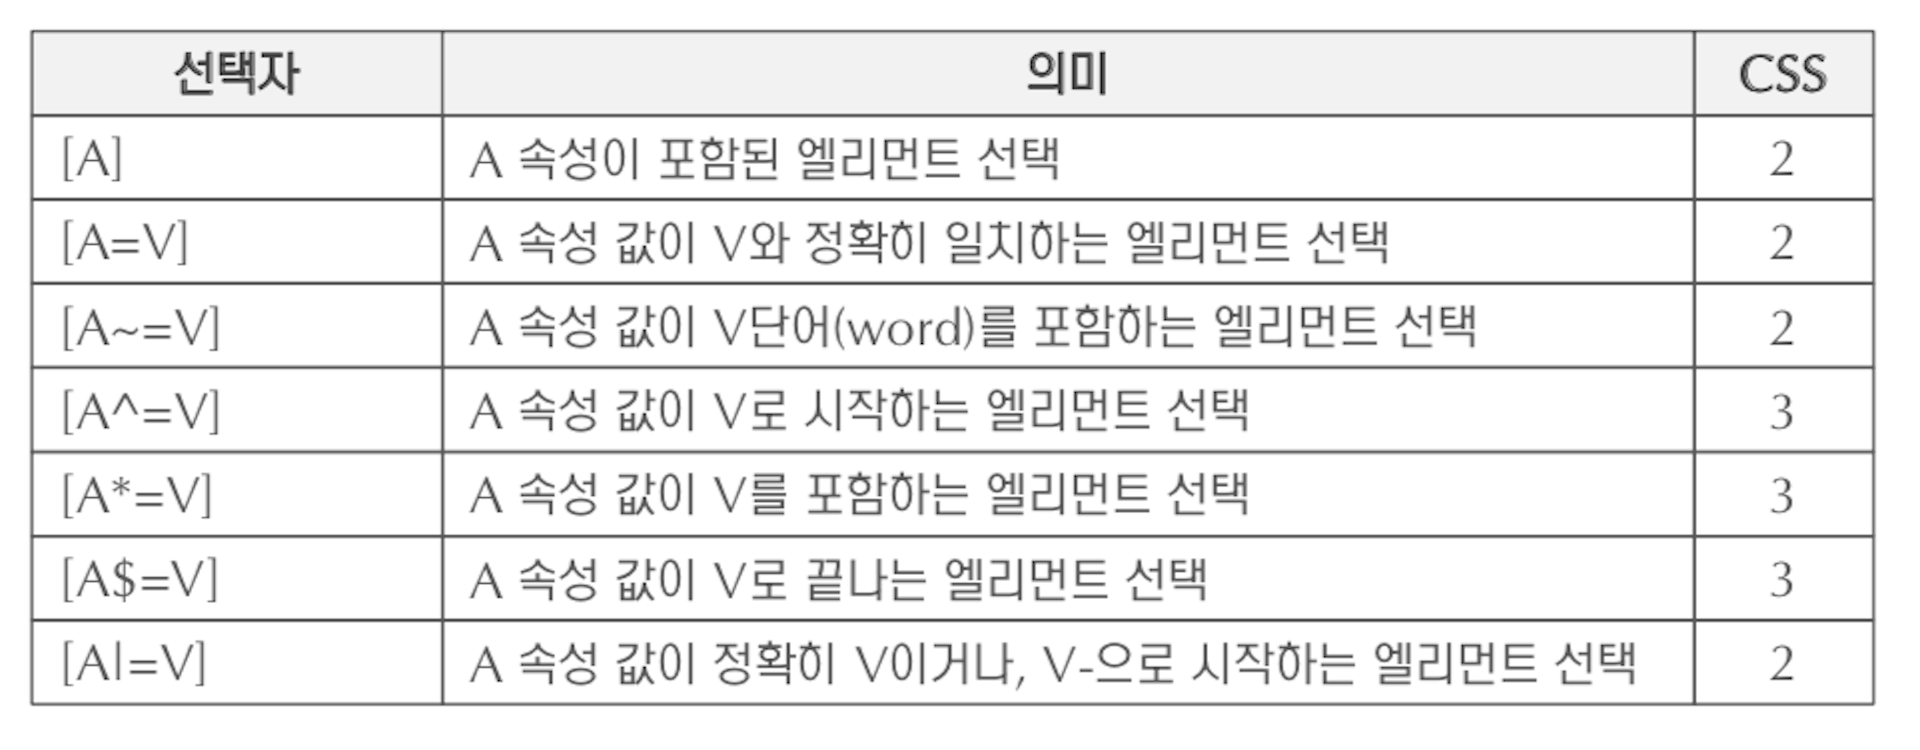 선택자 의미 CSS
[A] A 속성이 포함된 엘리먼트 선택 2
[A=V] A 속성 값이 V와 정확히 일치하는 엘리먼트 선택 2
[A~=V] A 속성 값이 V단어(word)를 포함하는 엘리먼트 선택 2
[A^=V] A 속성 값이 V로 시작하는 엘리먼트 선택 3
[A*=V] A 속성 값이 V를 포함하는 엘리먼트 선택 3
[A$=V] A 속성 값이 V로 끝나는 엘리먼트 선택 3
[A|=V] A 속성 값이 정확히 V이거나, V-으로 시작하는 엘리먼트 선택 2